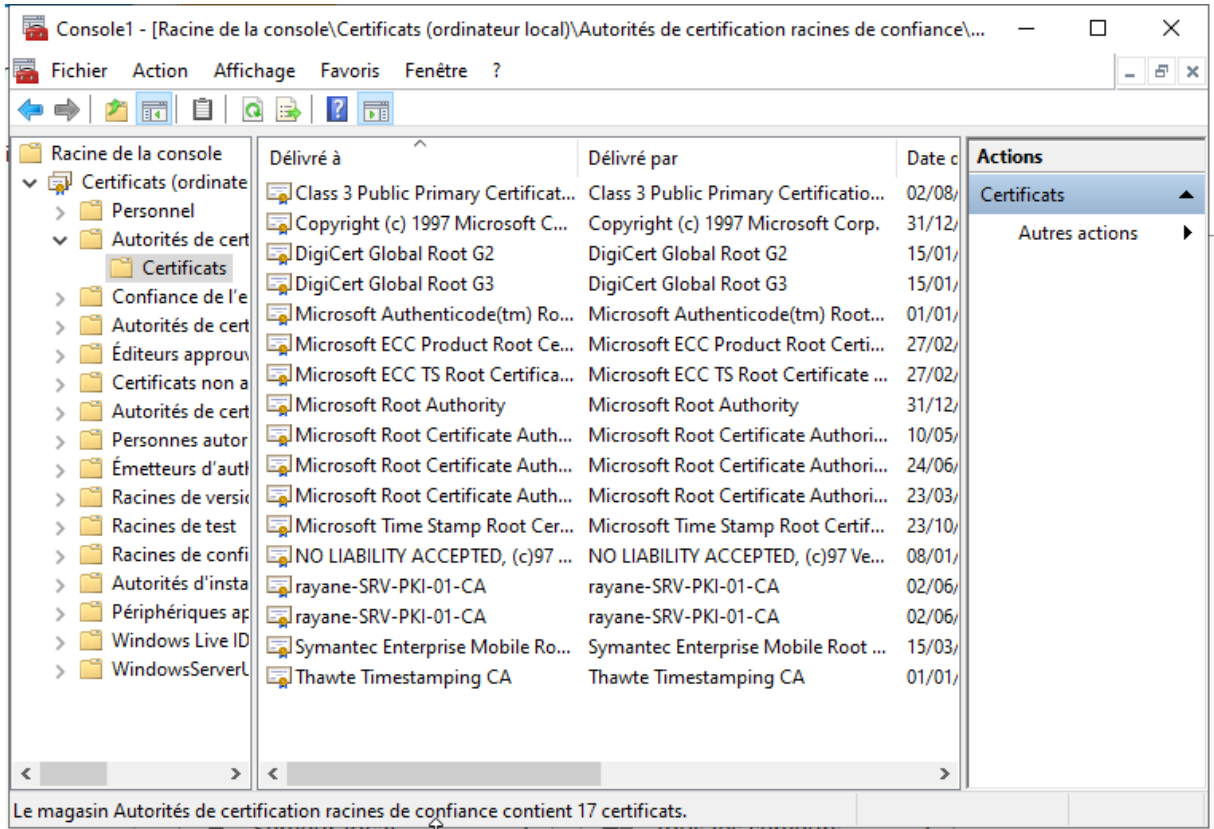 Console1 - [Racine de la console\Certificats (ordinateur local)\Autorités de certification racines de confiance\...
Fichier Action Affichage Favoris Fenêtre ?
Racine de la console
Certificats (ordinate
Personnel
Autorités de cert
Certificats
Confiance de l'e
Autorités de cert
Éditeurs approuv
Certificats non a
Autorités de cert
Personnes autor
Émetteurs d'auth
Racines de versio
Racines de test
Racines de confi
Autorités d'insta
Périphériques ap
Windows Live ID
WindowsServerU
Délivré à Délivré par Date d
Class 3 Public Primary Certificat... Class 3 Public Primary Certificatio... 02/08/
Copyright (c) 1997 Microsoft C... Copyright (c) 1997 Microsoft Corp. 31/12/
DigiCert Global Root G2 DigiCert Global Root G2 15/01/
DigiCert Global Root G3 DigiCert Global Root G3 15/01/
Microsoft Authenticode(tm) Ro... Microsoft Authenticode(tm) Root... 01/01/
Microsoft ECC Product Root Ce... Microsoft ECC Product Root Certi... 27/02/
Microsoft ECC TS Root Certifica... Microsoft ECC TS Root Certificate ... 27/02/
Microsoft Root Authority Microsoft Root Authority 31/12/
Microsoft Root Certificate Auth... Microsoft Root Certificate Authori... 10/05/
Microsoft Root Certificate Auth... Microsoft Root Certificate Authori... 24/06/
Microsoft Root Certificate Auth... Microsoft Root Certificate Authori... 23/03/
Microsoft Time Stamp Root Cer... Microsoft Time Stamp Root Certif... 23/10/
NO LIABILITY ACCEPTED, (c)97 ... NO LIABILITY ACCEPTED, (c)97 Ve... 08/01/
rayane-SRV-PKI-01-CA rayane-SRV-PKI-01-CA 02/06/
rayane-SRV-PKI-01-CA rayane-SRV-PKI-01-CA 02/06/
Symantec Enterprise Mobile Ro... Symantec Enterprise Mobile Root ... 15/03/
Thawte Timestamping CA Thawte Timestamping CA 01/01/
Actions
Certificats
Autres actions
Le magasin Autorités de certification racines de confiance contient 17 certificats.